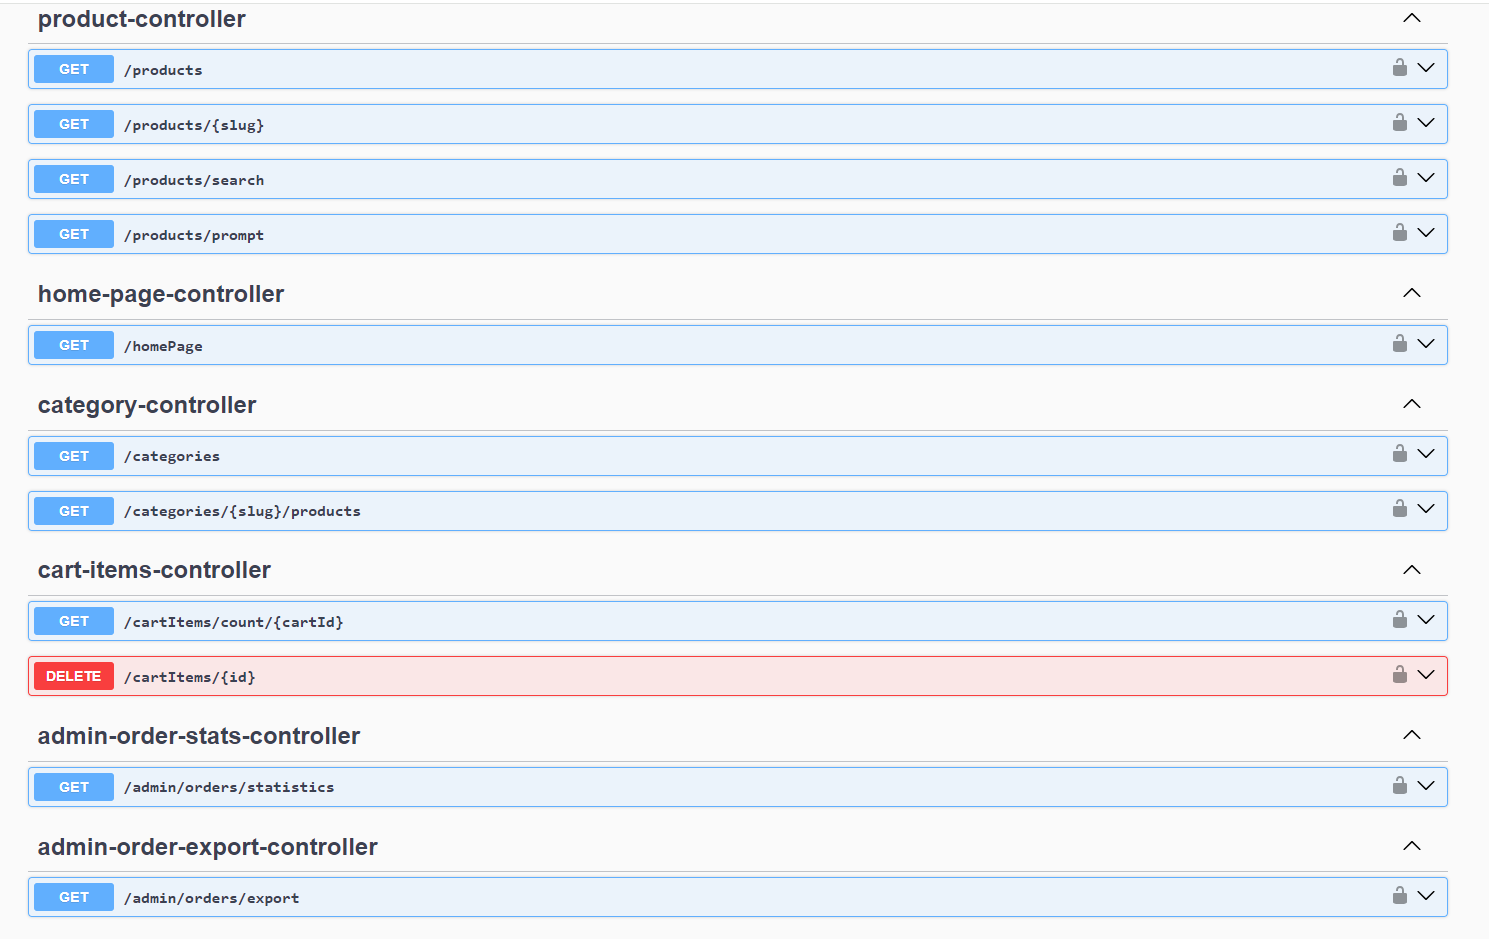 product-controller
GET /products
GET /products/{slug}
GET /products/search
GET /products/prompt
home-page-controller
GET /homePage
category-controller
GET /categories
GET /categories/{slug}/products
cart-items-controller
GET /cartItems/count/{cartId}
DELETE /cartItems/{id}
admin-order-stats-controller
GET /admin/orders/statistics
admin-order-export-controller
GET /admin/orders/export